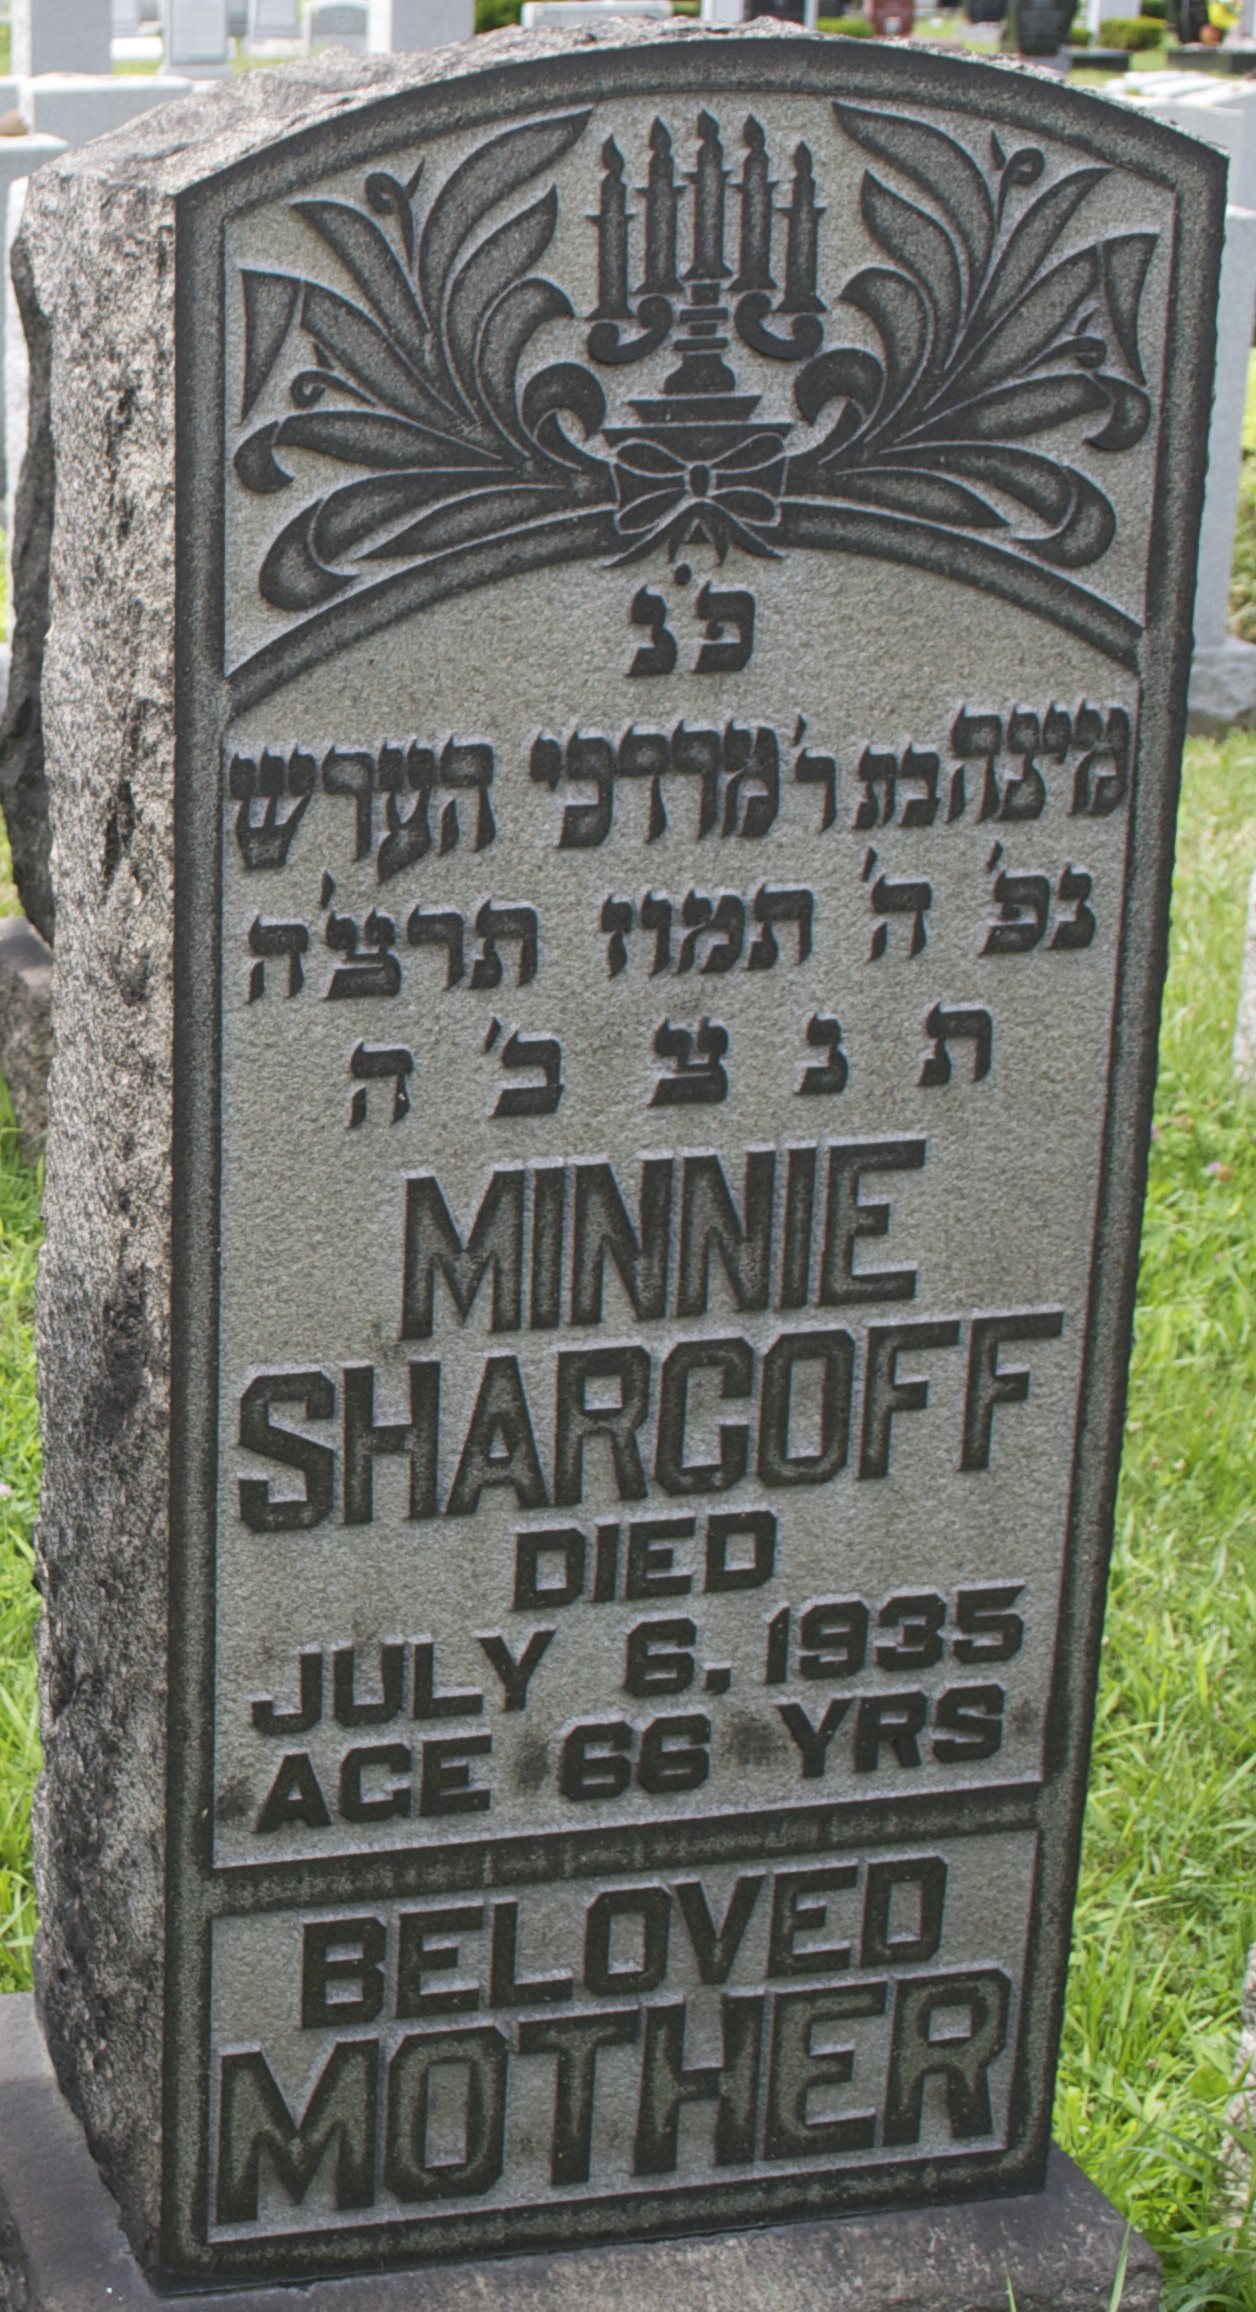 פ'נ
מינה בת ר' מרדכי הערש
נפ' ה' תמוז תרצ'ה
ת נ צ ב' ה
MINNIE
SHARGOFF
DIED
JULY 6, 1935
AGE 66 YRS
BELOVED
MOTHER